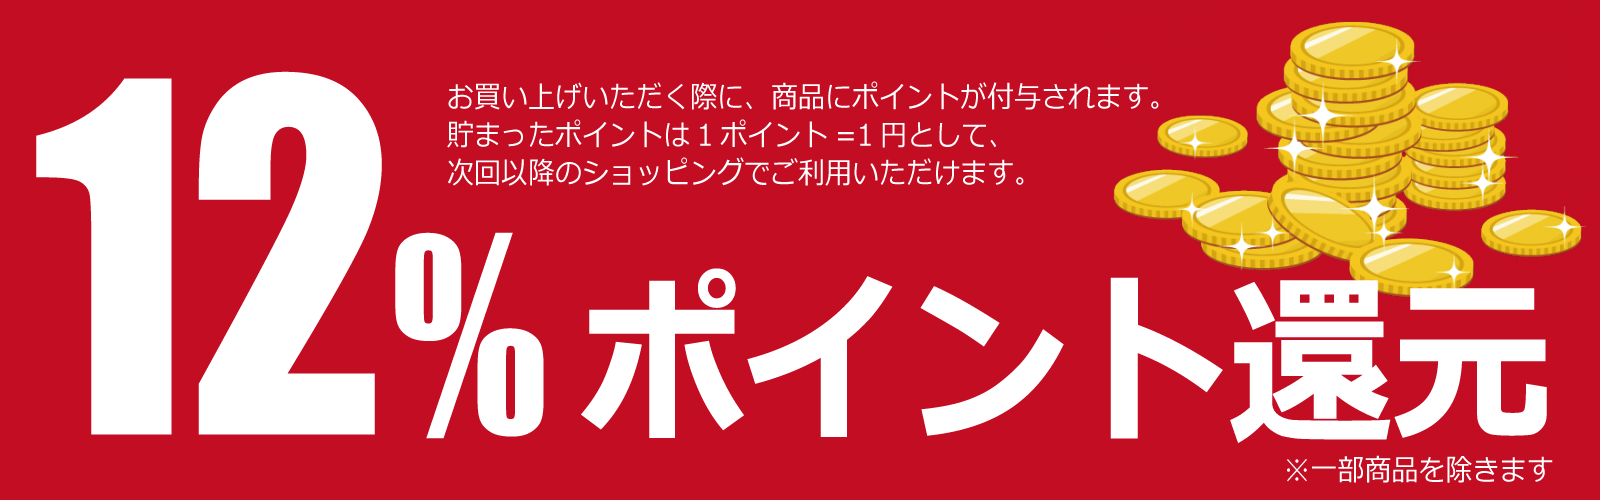 お買い上げいただく際に、商品にポイントが付与されます。
貯まったポイントは1ポイント=1円として、
次回以降のショッピングでご利用いただけます。
12%ポイント還元
※一部商品を除きます